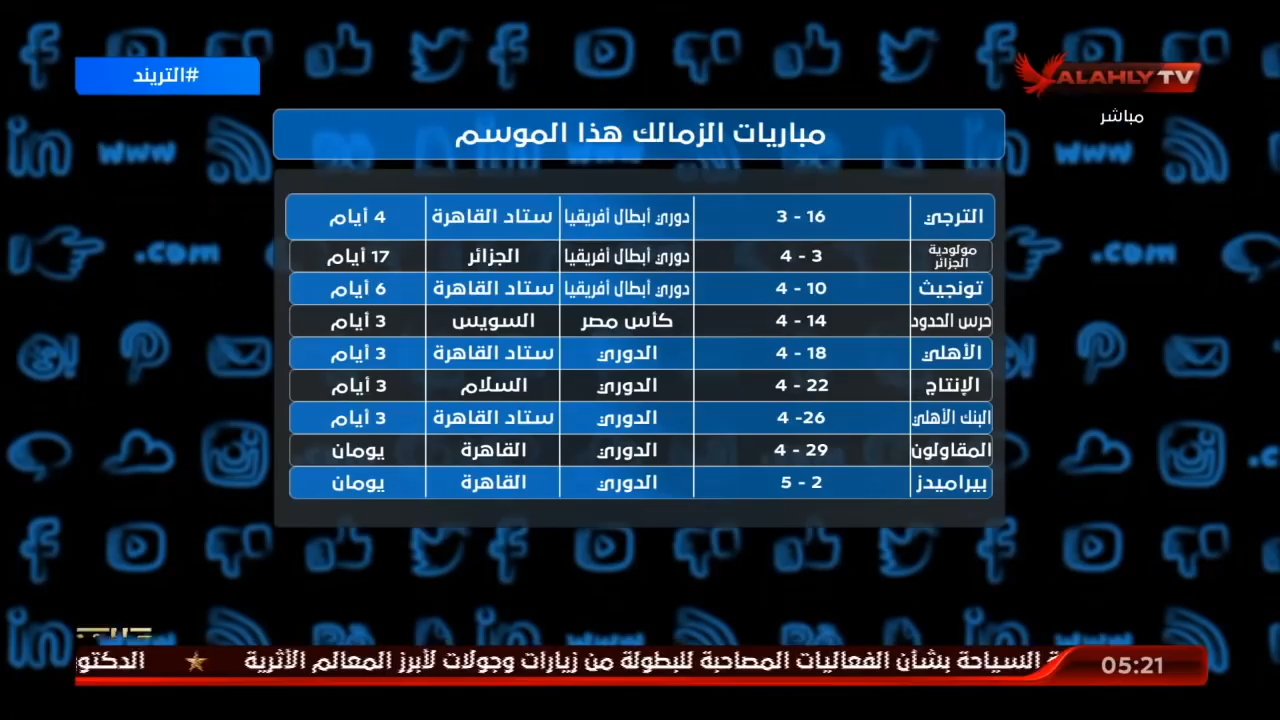 #التريند
ALAHLY TV
مباشر
مباريات الزمالك هذا الموسم
الترجي 16 - 3 دوري أبطال أفريقيا ستاد القاهرة 4 أيام
مولودية الجزائر 3 - 4 دوري أبطال أفريقيا الجزائر 17 أيام
تونجيث 10 - 4 دوري أبطال أفريقيا ستاد القاهرة 6 أيام
حرس الحدود 14 - 4 كأس مصر السويس 3 أيام
الأهلي 18 - 4 الدوري ستاد القاهرة 3 أيام
الإنتاج 22 - 4 الدوري السلام 3 أيام
البنك الأهلي 26- 4 الدوري ستاد القاهرة 3 أيام
المقاولون 29 - 4 الدوري القاهرة يومان
بيراميدز 2 - 5 الدوري القاهرة يومان
05:21
السياحة بشأن الفعاليات المصاحبة للبطولة من زيارات وجولات لأبرز المعالم الأثرية